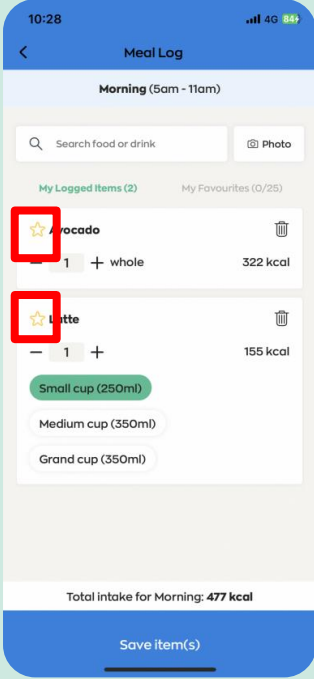 10:28 4G 84
Meal Log
Morning (5am - 11am)
Search food or drink Photo
My Logged Items (2) My Favourites (0/25)
Avocado
1 whole 322 kcal
Latte
1 155 kcal
Small cup (250ml)
Medium cup (350ml)
Grand cup (350ml)
Total intake for Morning: 477 kcal
Save item(s)